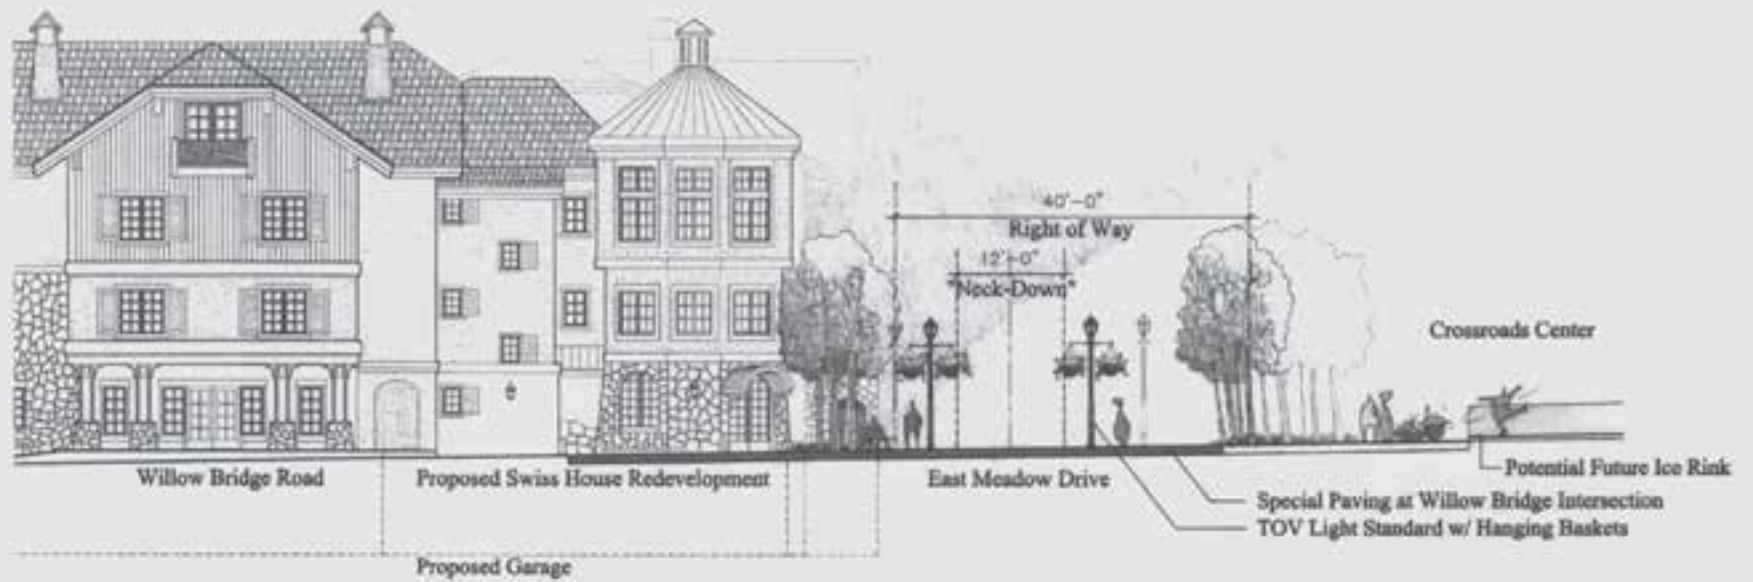 40'-0"
Right of Way
12'-0"
"Neck-Down"
Crossroads Center
Willow Bridge Road
Proposed Swiss House Redevelopment
East Meadow Drive
Potential Future Ice Rink
Special Paving at Willow Bridge Intersection
TOV Light Standard w/ Hanging Baskets
Proposed Garage